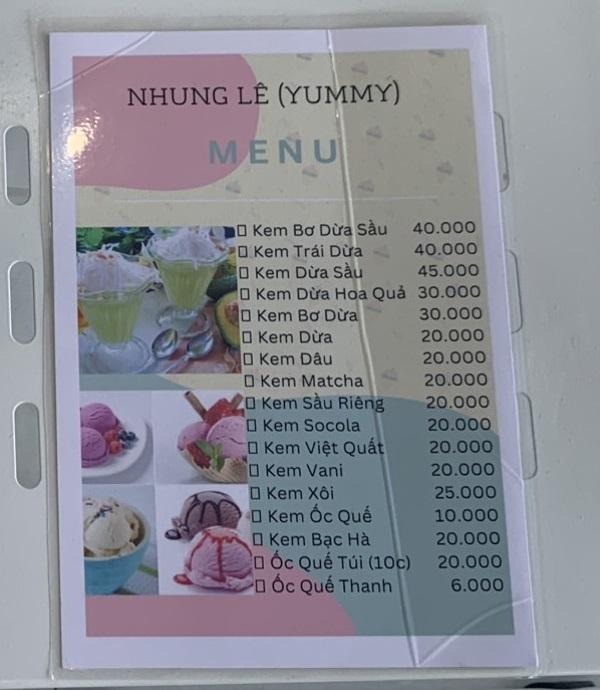 NHUNG LÊ (YUMMY)
MENU
Kem Bơ Dừa Sầu 40.000
Kem Trái Dừa 40.000
Kem Dừa Sầu 45.000
Kem Dừa Hoa Quả 30.000
Kem Bơ Dừa 30.000
Kem Dừa 20.000
Kem Dâu 20.000
Kem Matcha 20.000
Kem Sầu Riêng 20.000
Kem Socola 20.000
Kem Việt Quất 20.000
Kem Vani 20.000
Kem Xôi 25.000
Kem Ốc Quế 10.000
Kem Bạc Hà 20.000
Ốc Quế Túi (10c) 20.000
Ốc Quế Thanh 6.000